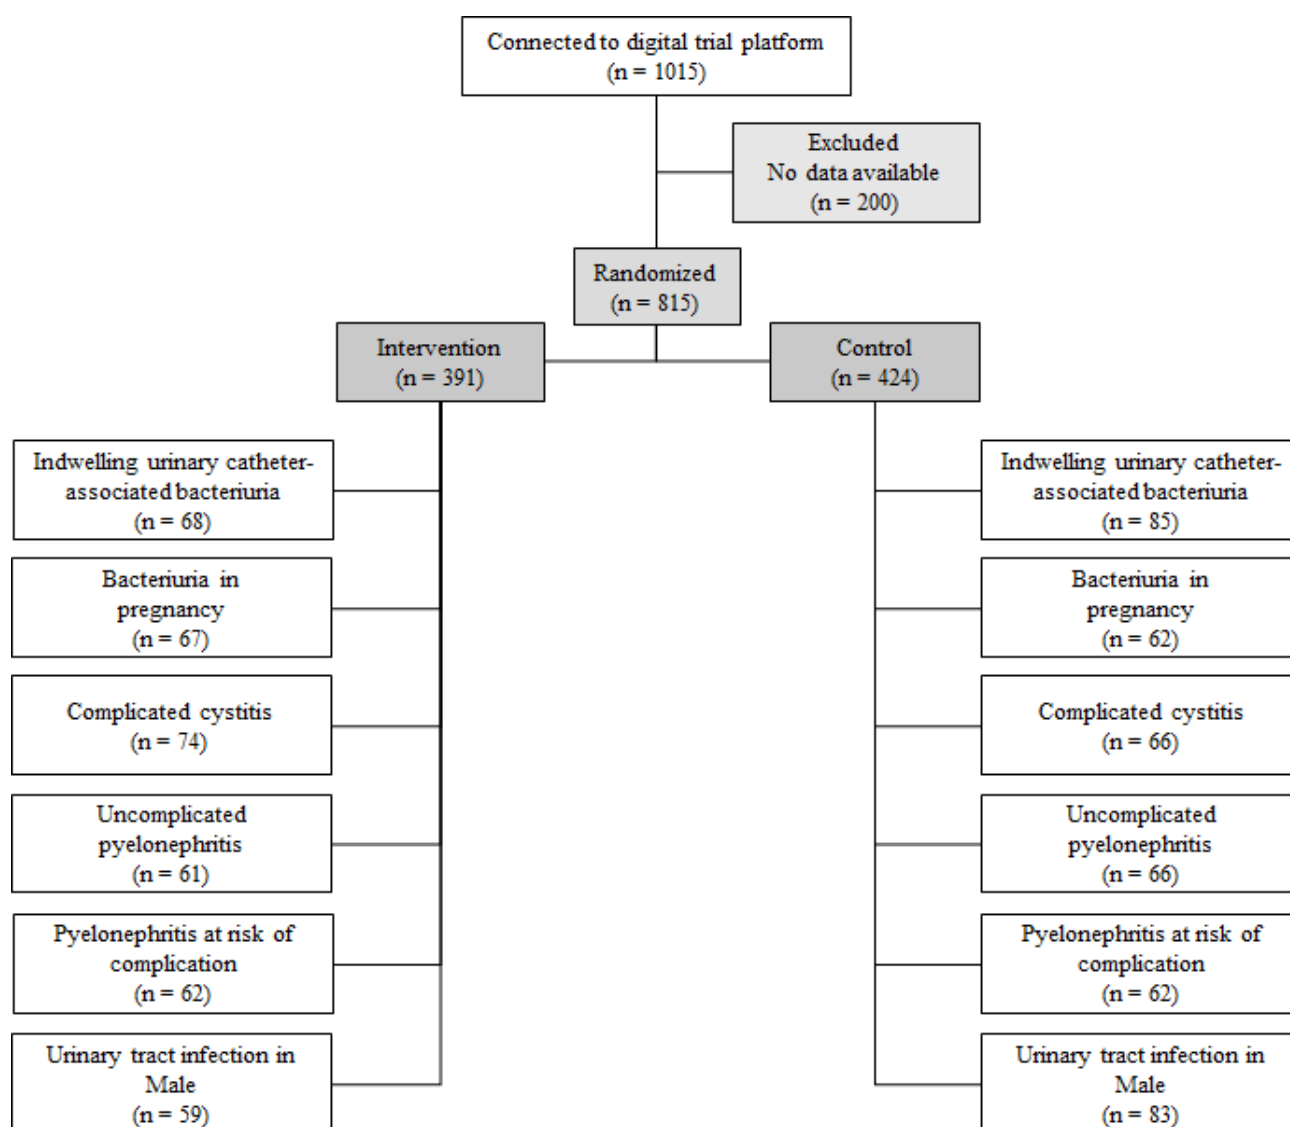 Connected to digital trial platform
(n = 1015)
Excluded
No data available
(n = 200)
Randomized
(n = 815)
Intervention
(n = 391)
Control
(n = 424)
Indwelling urinary catheter-
associated bacteriuria
(n = 68)
Bacteriuria in
pregnancy
(n = 67)
Complicated cystitis
(n = 74)
Uncomplicated
pyelonephritis
(n = 61)
Pyelonephritis at risk of
complication
(n = 62)
Urinary tract infection in
Male
(n = 59)
Indwelling urinary catheter-
associated bacteriuria
(n = 85)
Bacteriuria in
pregnancy
(n = 62)
Complicated cystitis
(n = 66)
Uncomplicated
pyelonephritis
(n = 66)
Pyelonephritis at risk of
complication
(n = 62)
Urinary tract infection in
Male
(n = 83)